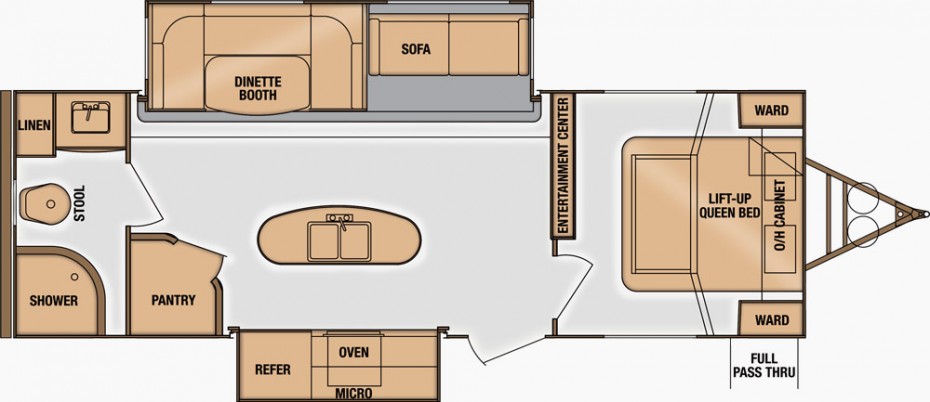 SOFA
DINETTE
BOOTH
LINEN
STOOL
SHOWER
PANTRY
ENTERTAINMENT CENTER
WARD
LIFT-UP
QUEEN BED
O/H CABINET
WARD
REFER
OVEN
MICRO
FULL
PASS THRU